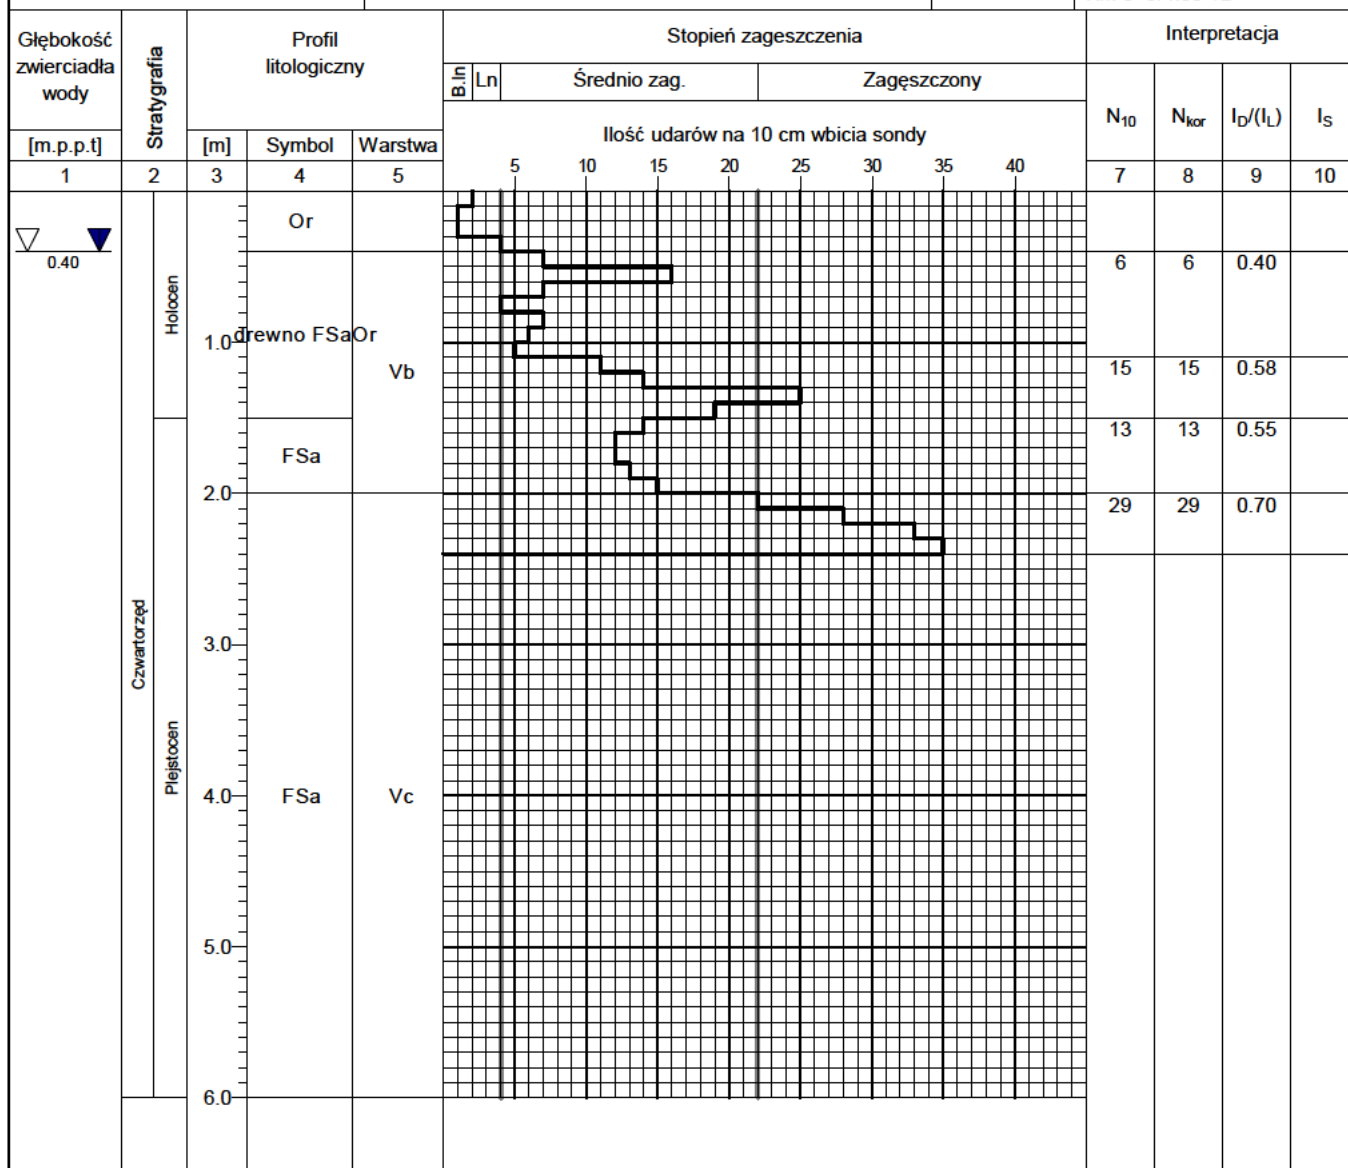 Głębokość
zwierciadła
wody
[m.p.p.t]
1
Stratygrafia
2
Profil
litologiczny
[m] Symbol Warstwa
3 4 5
Stopień zageszczenia
B.ln Ln Średnio zag. Zagęszczony
Ilość udarów na 10 cm wbicia sondy
5 10 15 20 25 30 35 40
Interpretacja
N10 Nkor ID/(IL) IS
7 8 9 10
Or
0.40
6 6 0.40
Holocen
1.0
drewno FSaOr
Vb
15 15 0.58
13 13 0.55
FSa
2.0
29 29 0.70
Czwartorzęd
3.0
Plejstocen
4.0 FSa Vc
5.0
6.0